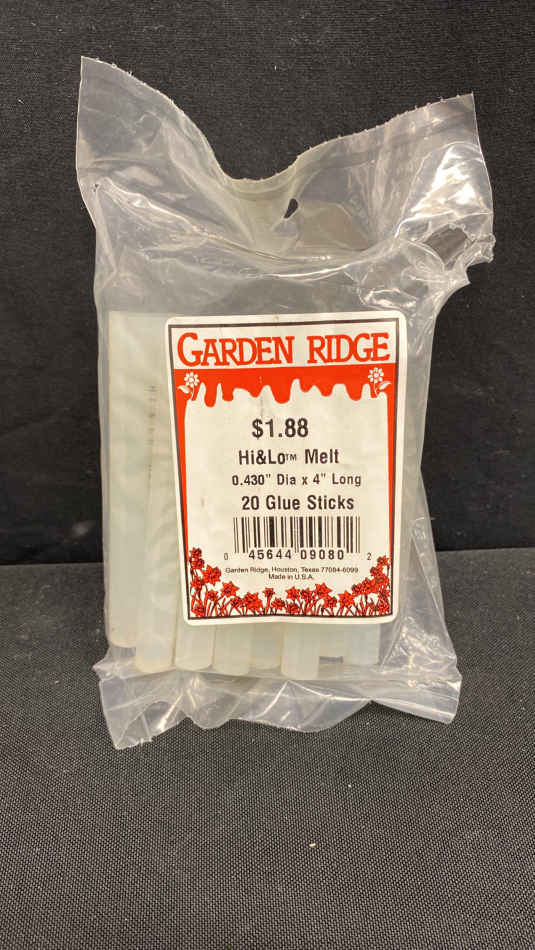 GARDEN RIDGE
$1.88
Hi&Lo™ Melt
0.430" Dia x 4" Long
20 Glue Sticks
0 45644 09080 2
Garden Ridge, Houston, Texas 77084-6099
Made in U.S.A.